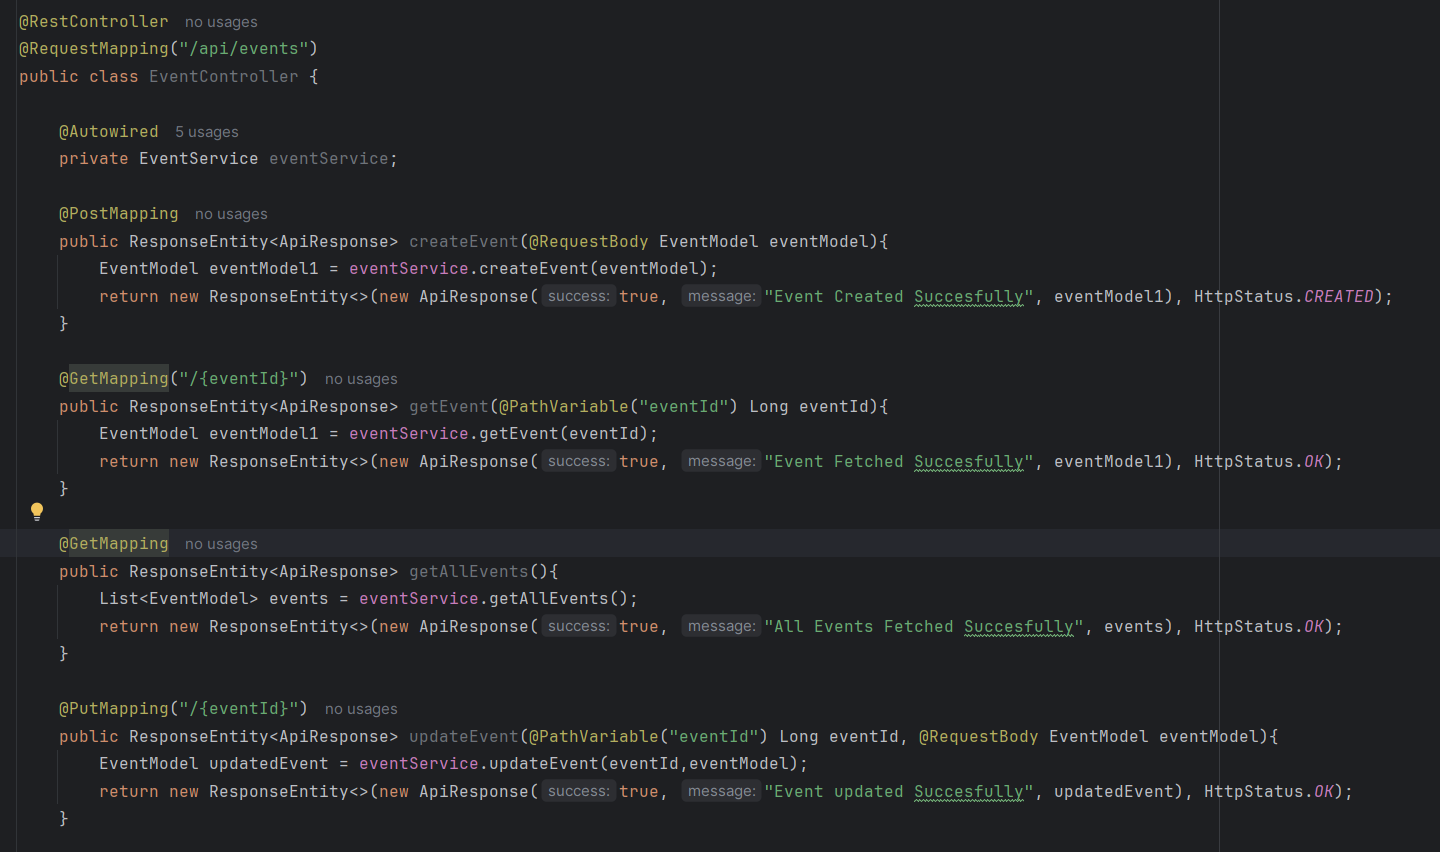 @RestController no usages
@RequestMapping("/api/events")
public class EventController {
@Autowired 5 usages
private EventService eventService;
@PostMapping no usages
public ResponseEntity<ApiResponse> createEvent(@RequestBody EventModel eventModel){
EventModel eventModel1 = eventService.createEvent(eventModel);
return new ResponseEntity<>(new ApiResponse( success: true, message: "Event Created Succesfully", eventModel1), HttpStatus.CREATED);
}
@GetMapping("/{eventId}") no usages
public ResponseEntity<ApiResponse> getEvent(@PathVariable("eventId") Long eventId){
EventModel eventModel1 = eventService.getEvent(eventId);
return new ResponseEntity<>(new ApiResponse( success: true, message: "Event Fetched Succesfully", eventModel1), HttpStatus.OK);
}
@GetMapping no usages
public ResponseEntity<ApiResponse> getAllEvents(){
List<EventModel> events = eventService.getAllEvents();
return new ResponseEntity<>(new ApiResponse( success: true, message: "All Events Fetched Succesfully", events), HttpStatus.OK);
}
@PutMapping("/{eventId}") no usages
public ResponseEntity<ApiResponse> updateEvent(@PathVariable("eventId") Long eventId, @RequestBody EventModel eventModel){
EventModel updatedEvent = eventService.updateEvent(eventId,eventModel);
return new ResponseEntity<>(new ApiResponse( success: true, message: "Event updated Succesfully", updatedEvent), HttpStatus.OK);
}